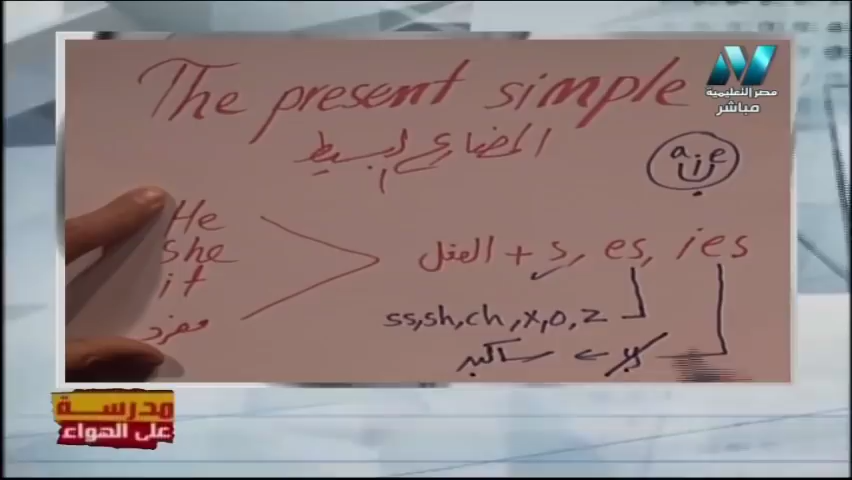 The present simple
المضارع البسيط
He
she
it
مفرد
الفعل + s, es, ies
ss, sh, ch, x, o, z
y ← ساكن
a i e
مصر التعليمية
مباشر
مدرسة
على الهواء